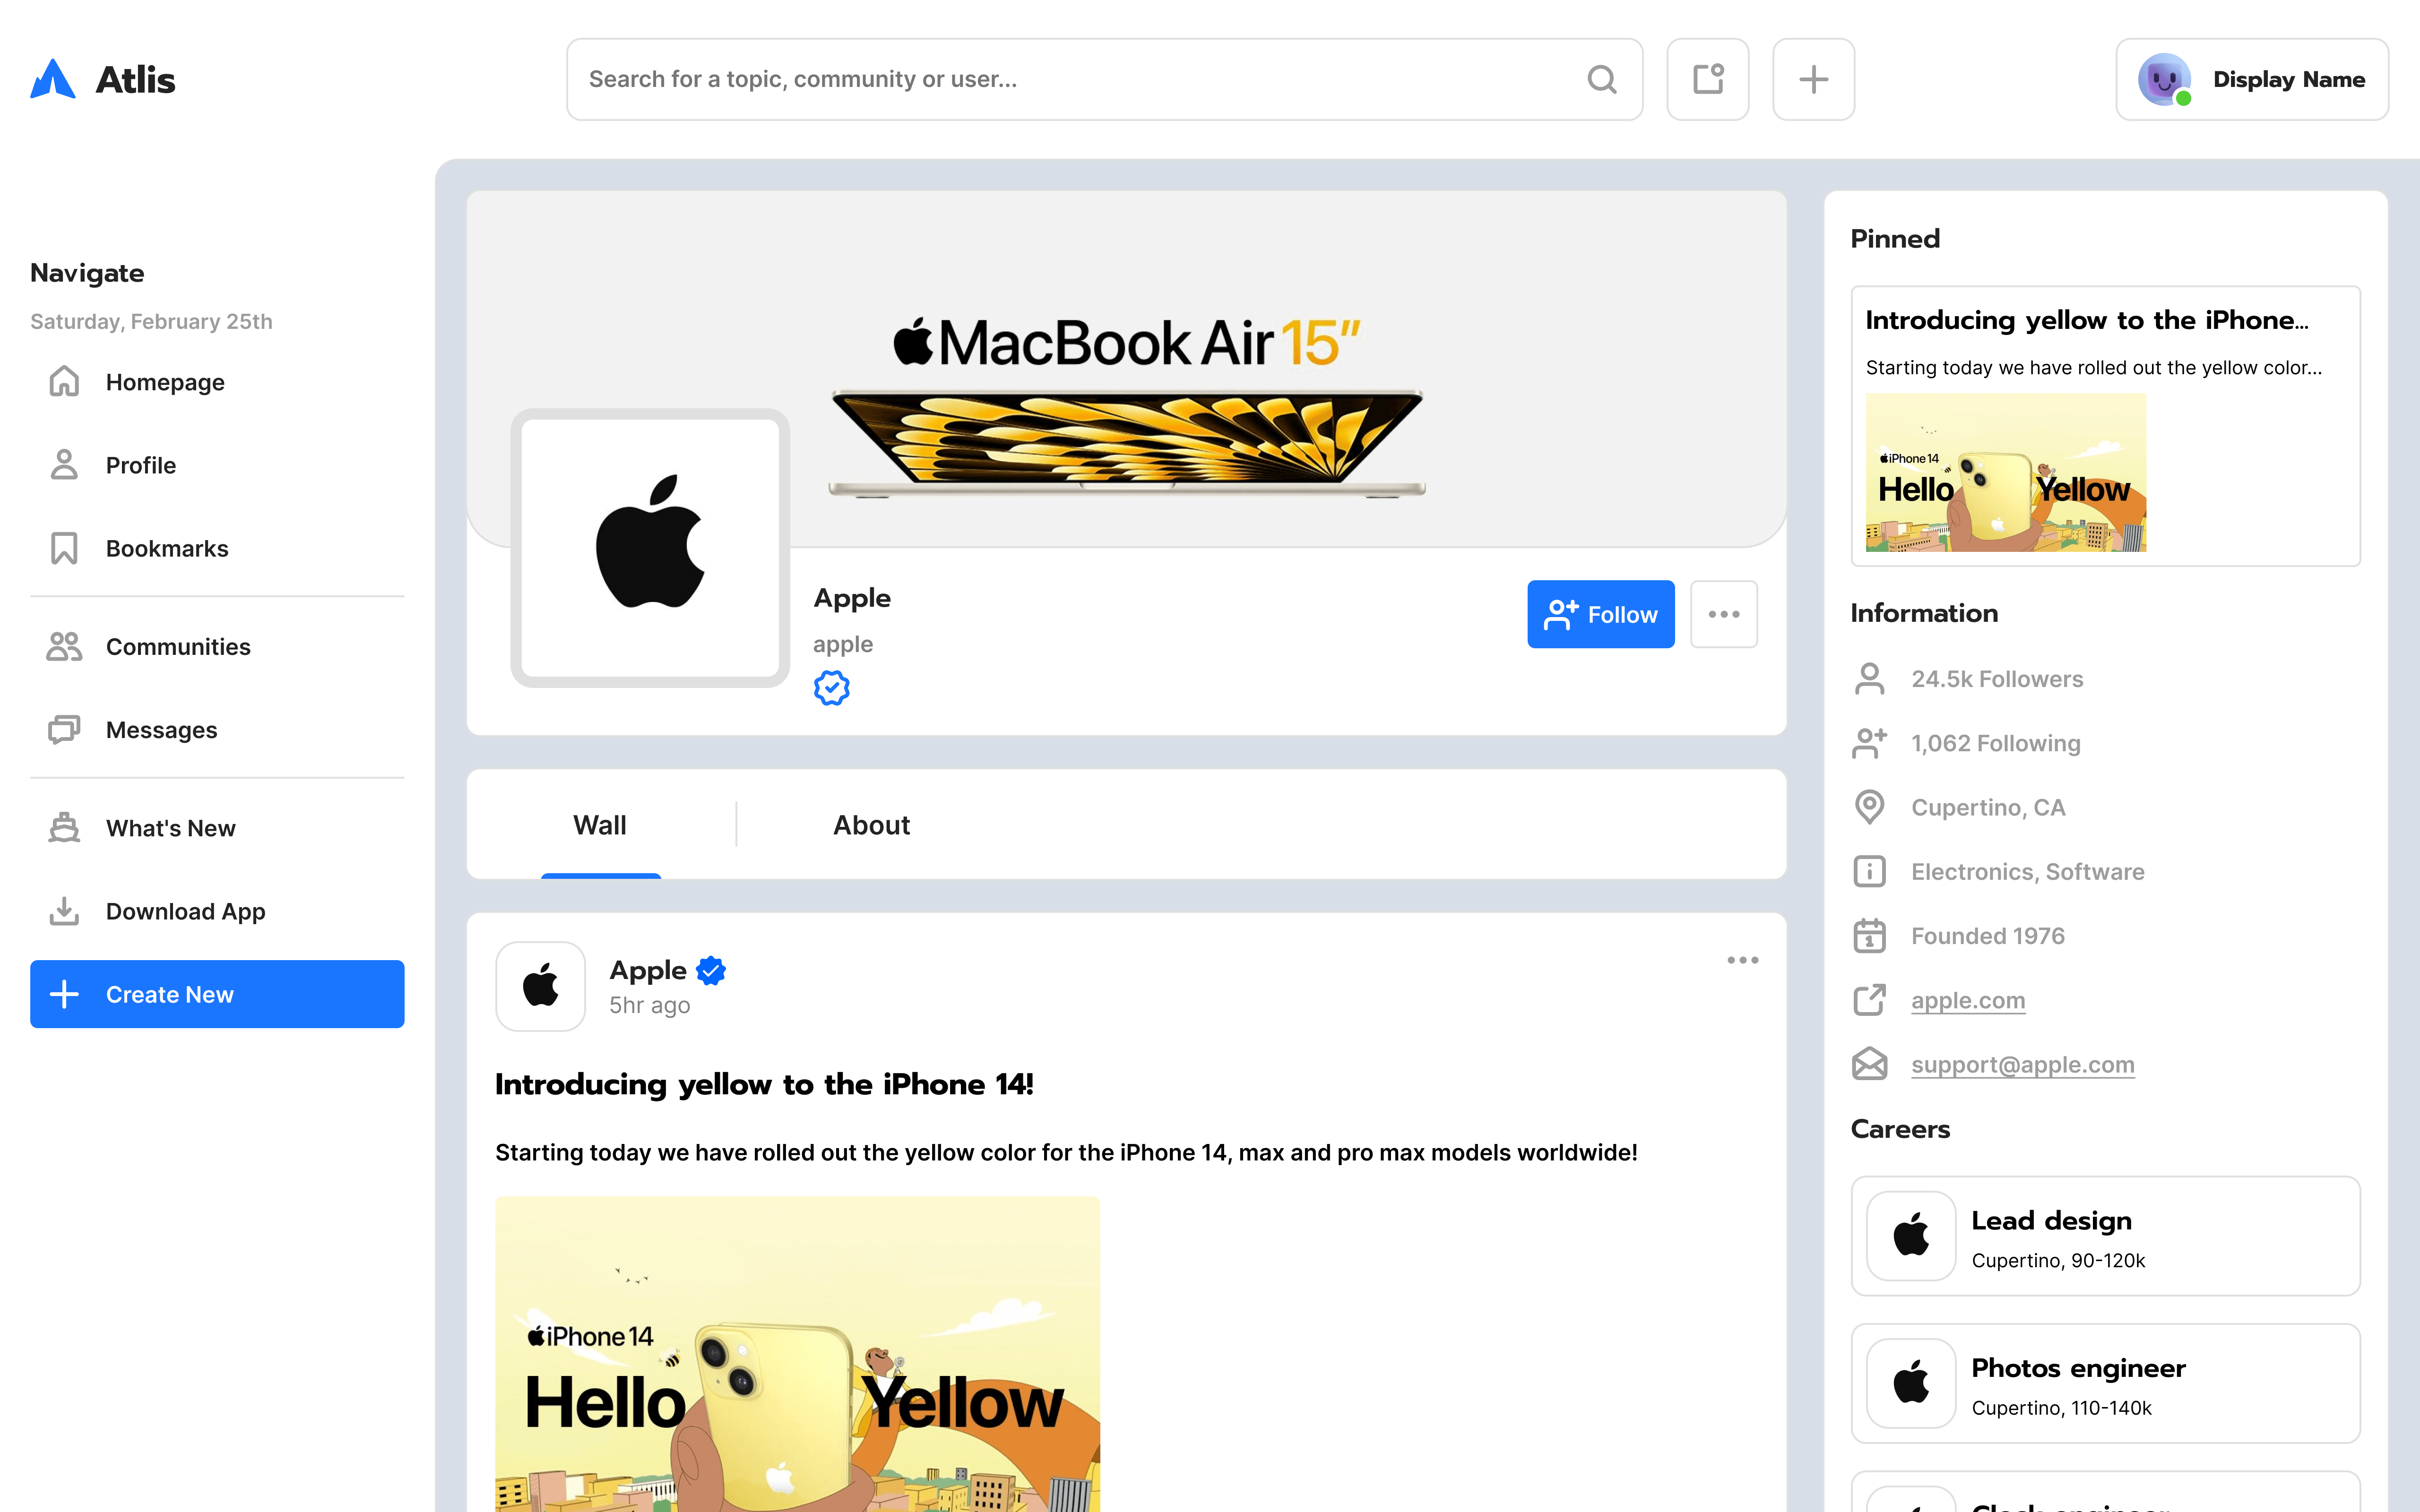 Atlis
Search for a topic, community or user...
Display Name
Navigate
Saturday, February 25th
Homepage
Profile
Bookmarks
Communities
Messages
What's New
Download App
Create New
MacBook Air 15”
Apple
apple
Follow
Wall
About
Apple
5hr ago
Introducing yellow to the iPhone 14!
Starting today we have rolled out the yellow color for the iPhone 14, max and pro max models worldwide!
iPhone 14
Hello Yellow
Pinned
Introducing yellow to the iPhone...
Starting today we have rolled out the yellow color...
iPhone 14
Hello Yellow
Information
24.5k Followers
1,062 Following
Cupertino, CA
Electronics, Software
Founded 1976
apple.com
support@apple.com
Careers
Lead design
Cupertino, 90-120k
Photos engineer
Cupertino, 110-140k